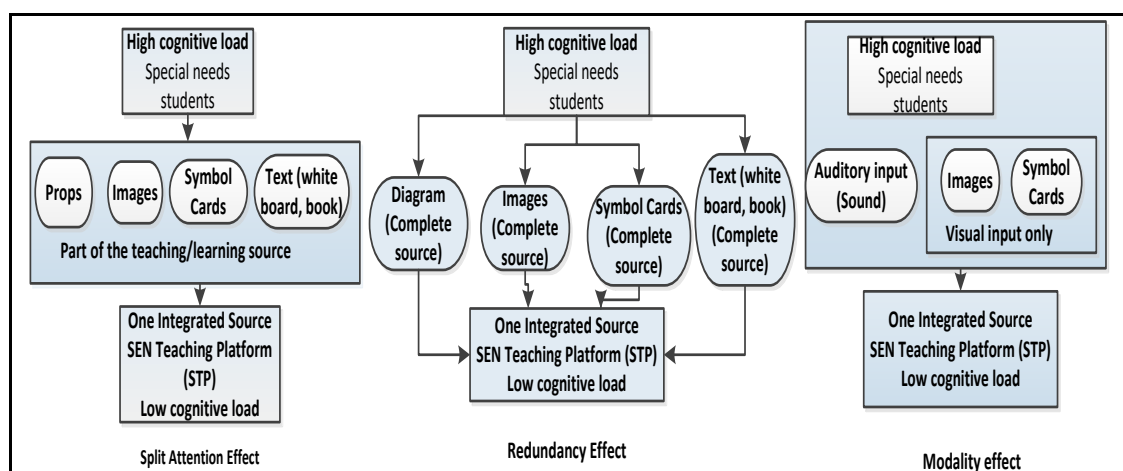 High cognitive load
Special needs
students
Props
Images
Symbol
Cards
Text (white
board, book)
Part of the teaching/learning source
One Integrated Source
SEN Teaching Platform
(STP)
Low cognitive load
Split Attention Effect
High cognitive load
Special needs
students
Diagram
(Complete
source)
Images
(Complete
source)
Symbol Cards
(Complete
source)
Text (white
board, book)
(Complete
source)
One Integrated Source
SEN Teaching Platform (STP)
Low cognitive load
Redundancy Effect
High cognitive load
Special needs
students
Auditory input
(Sound)
Images
Symbol
Cards
Visual input only
One Integrated Source
SEN Teaching Platform (STP)
Low cognitive load
Modality effect